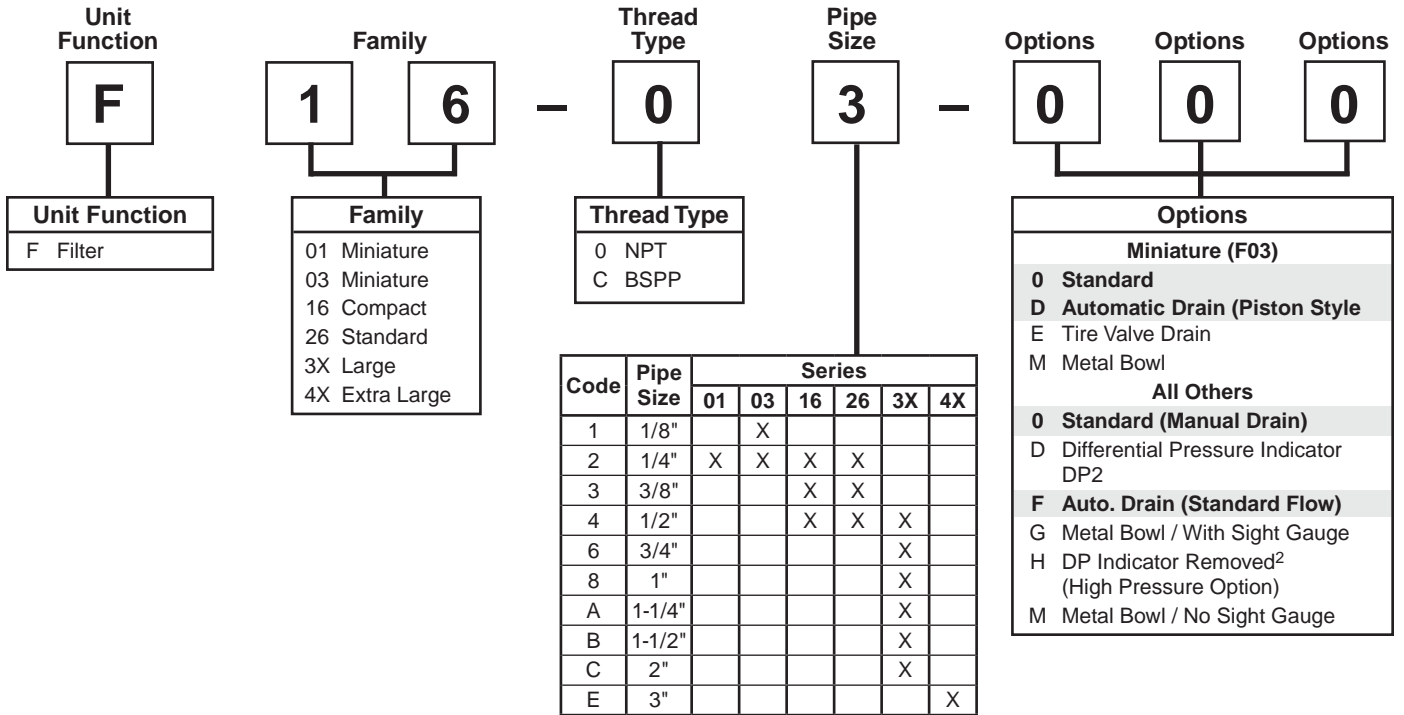 Unit Function
Family
Thread Type
Pipe Size
Options Options Options
F 1 6 – 0 3 – 0 0 0
Unit Function
F Filter
Family
01 Miniature
03 Miniature
16 Compact
26 Standard
3X Large
4X Extra Large
Thread Type
0 NPT
C BSPP
Code Pipe Size Series
01 03 16 26 3X 4X
1 1/8" X
2 1/4" X X X X
3 3/8" X X
4 1/2" X X X
6 3/4" X
8 1" X
A 1-1/4" X
B 1-1/2" X
C 2" X
E 3" X
Options
Miniature (F03)
0 Standard
D Automatic Drain (Piston Style
E Tire Valve Drain
M Metal Bowl
All Others
0 Standard (Manual Drain)
D Differential Pressure Indicator
DP2
F Auto. Drain (Standard Flow)
G Metal Bowl / With Sight Gauge
H DP Indicator Removed2
(High Pressure Option)
M Metal Bowl / No Sight Gauge